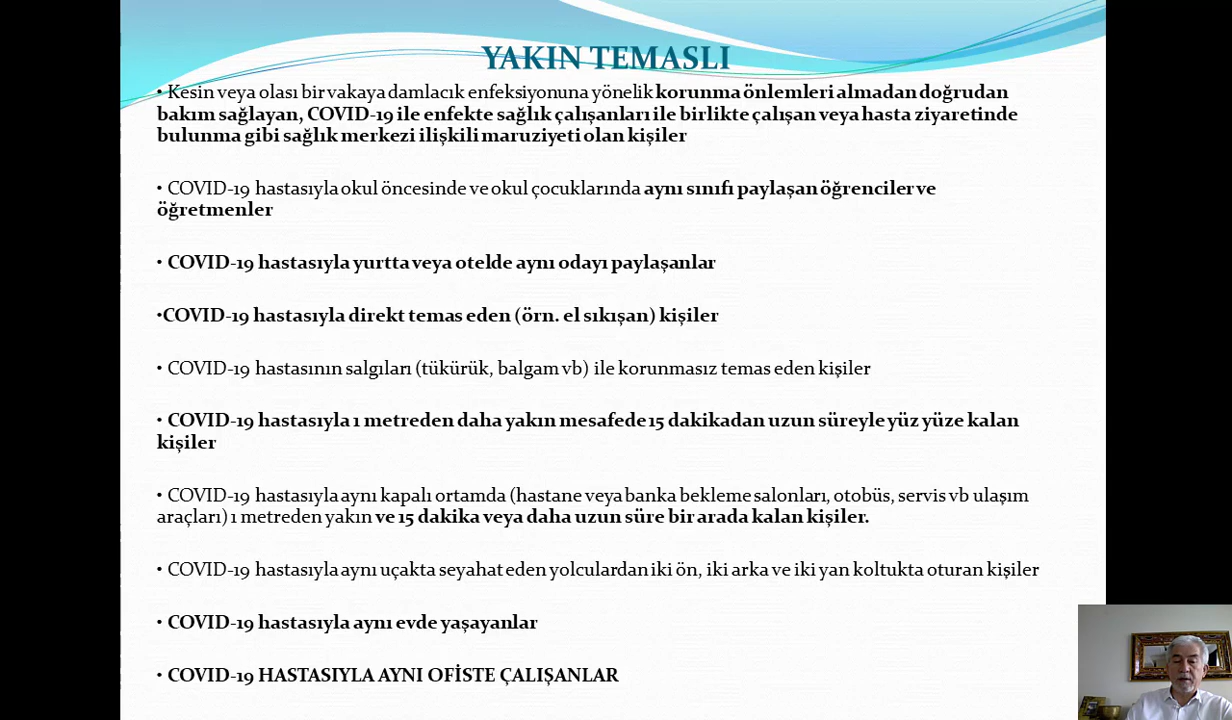 YAKIN TEMASLI
• Kesin veya olası bir vakaya damlacık enfeksiyonuna yönelik korunma önlemleri almadan doğrudan
bakım sağlayan, COVID-19 ile enfekte sağlık çalışanları ile birlikte çalışan veya hasta ziyaretinde
bulunma gibi sağlık merkezi ilişkili maruziyeti olan kişiler
• COVID-19 hastasıyla okul öncesinde ve okul çocuklarında aynı sınıfı paylaşan öğrenciler ve
öğretmenler
• COVID-19 hastasıyla yurtta veya otelde aynı odayı paylaşanlar
•COVID-19 hastasıyla direkt temas eden (örn. el sıkışan) kişiler
• COVID-19 hastasının salgıları (tükürük, balgam vb) ile korunmasız temas eden kişiler
• COVID-19 hastasıyla 1 metreden daha yakın mesafede 15 dakikadan uzun süreyle yüz yüze kalan
kişiler
• COVID-19 hastasıyla aynı kapalı ortamda (hastane veya banka bekleme salonları, otobüs, servis vb ulaşım
araçları) 1 metreden yakın ve 15 dakika veya daha uzun süre bir arada kalan kişiler.
• COVID-19 hastasıyla aynı uçakta seyahat eden yolculardan iki ön, iki arka ve iki yan koltukta oturan kişiler
• COVID-19 hastasıyla aynı evde yaşayanlar
• COVID-19 HASTASIYLA AYNI OFİSTE ÇALIŞANLAR